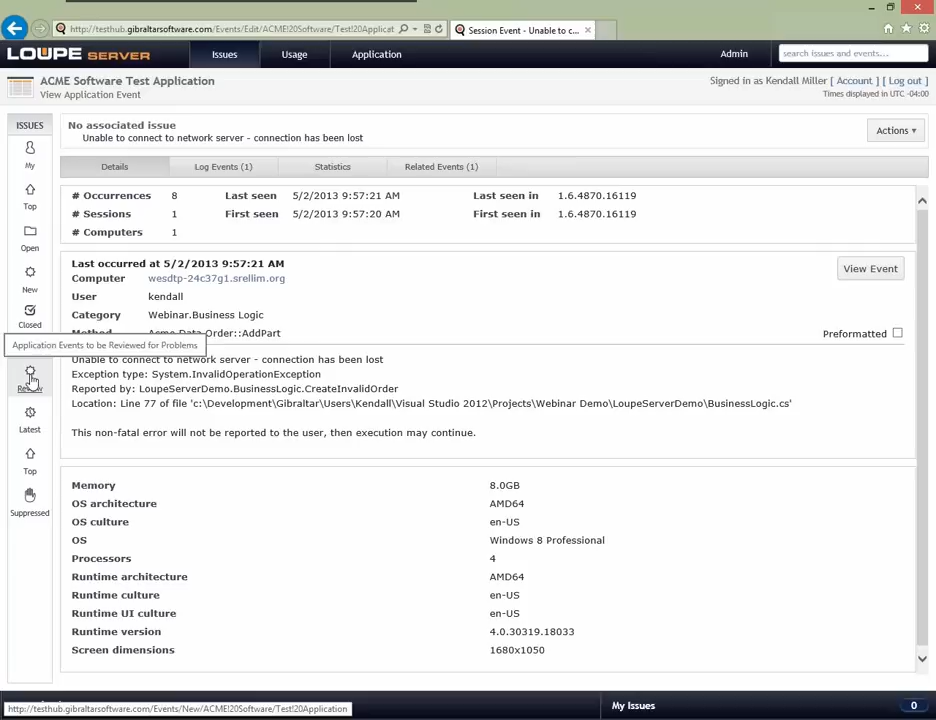 http://testhub.gibraltarsoftware.com/Events/Edit/ACME!20Software/Test!20Applicat
Session Event - Unable to c...
LOUPE SERVER
Issues
Usage
Application
Admin
search issues and events...
ACME Software Test Application
View Application Event
Signed in as Kendall Miller [ Account ] [ Log out ]
Times displayed in UTC -04:00
ISSUES
My
Top
Open
New
Closed
Application Events to be Reviewed for Problems
Review
Latest
Top
Suppressed
No associated issue
Unable to connect to network server - connection has been lost
Actions
Details
Log Events (1)
Statistics
Related Events (1)
# Occurrences 8 Last seen 5/2/2013 9:57:21 AM Last seen in 1.6.4870.16119
# Sessions 1 First seen 5/2/2013 9:57:20 AM First seen in 1.6.4870.16119
# Computers 1
Last occurred at 5/2/2013 9:57:21 AM
View Event
Computer wesdtp-24c37g1.srellim.org
User kendall
Category Webinar.Business Logic
Method Acme.Data.Order::AddPart
Preformatted
Unable to connect to network server - connection has been lost
Exception type: System.InvalidOperationException
Reported by: LoupeServerDemo.BusinessLogic.CreateInvalidOrder
Location: Line 77 of file 'c:\Development\Gibraltar\Users\Kendall\Visual Studio 2012\Projects\Webinar Demo\LoupeServerDemo\BusinessLogic.cs'
This non-fatal error will not be reported to the user, then execution may continue.
Memory 8.0GB
OS architecture AMD64
OS culture en-US
OS Windows 8 Professional
Processors 4
Runtime architecture AMD64
Runtime culture en-US
Runtime UI culture en-US
Runtime version 4.0.30319.18033
Screen dimensions 1680x1050
http://testhub.gibraltarsoftware.com/Events/New/ACME!20Software/Test!20Application
My Issues 0